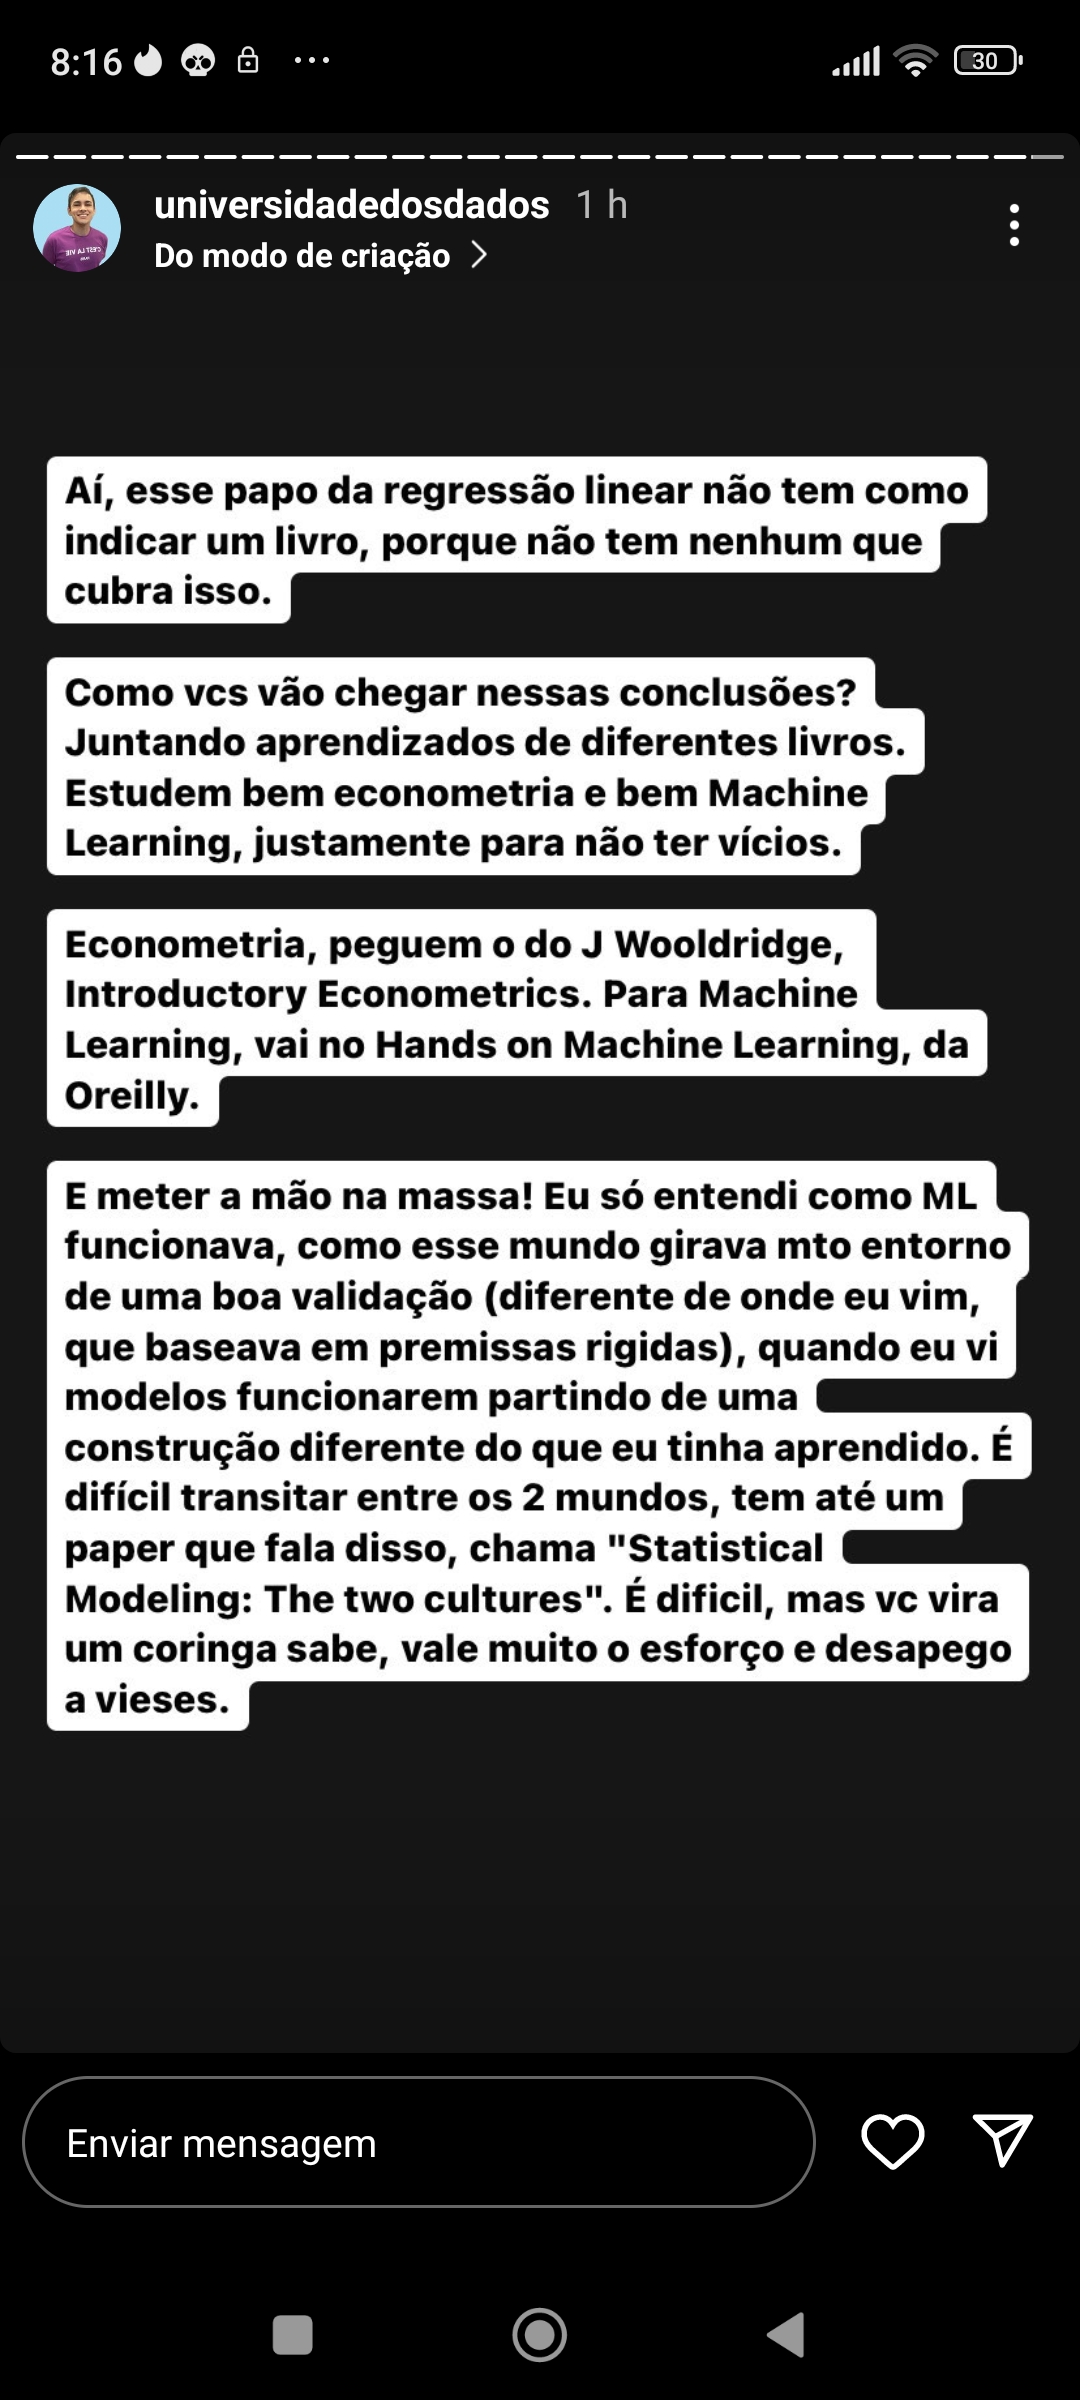 8:16
30
universidadedosdados 1 h
Do modo de criação
Aí, esse papo da regressão linear não tem como
indicar um livro, porque não tem nenhum que
cubra isso.
Como vcs vão chegar nessas conclusões?
Juntando aprendizados de diferentes livros.
Estudem bem econometria e bem Machine
Learning, justamente para não ter vícios.
Econometria, peguem o do J Wooldridge,
Introductory Econometrics. Para Machine
Learning, vai no Hands on Machine Learning, da
Oreilly.
E meter a mão na massa! Eu só entendi como ML
funcionava, como esse mundo girava mto entorno
de uma boa validação (diferente de onde eu vim,
que baseava em premissas rigidas), quando eu vi
modelos funcionarem partindo de uma
construção diferente do que eu tinha aprendido. É
difícil transitar entre os 2 mundos, tem até um
paper que fala disso, chama "Statistical
Modeling: The two cultures". É dificil, mas vc vira
um coringa sabe, vale muito o esforço e desapego
a vieses.
Enviar mensagem